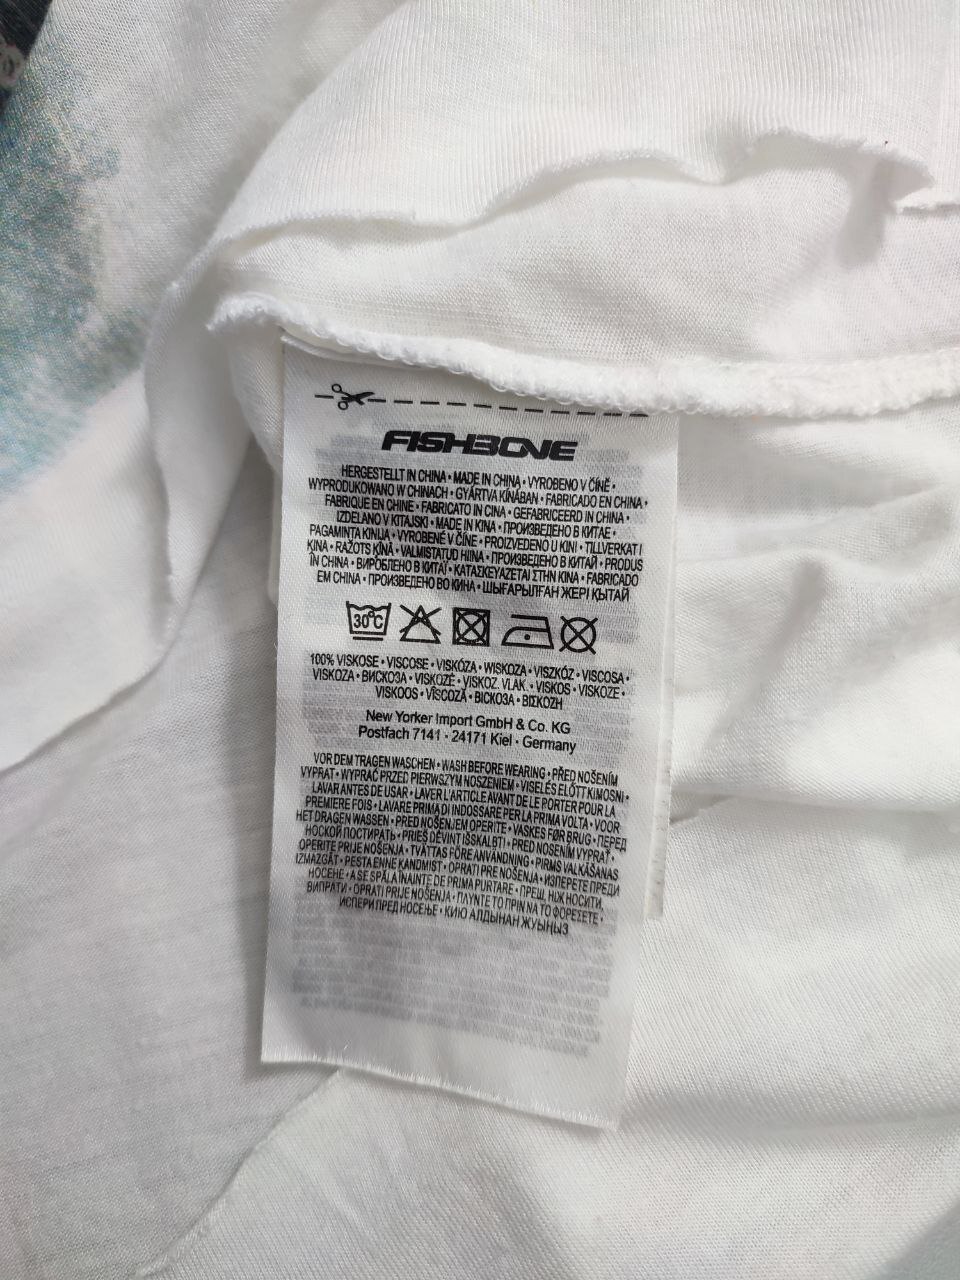 FISHBONE
HERGESTELLT IN CHINA • MADE IN CHINA • VYROBENO V ČÍNĚ •
WYPRODUKOWANO W CHINACH • GYÁRTVA KÍNÁBAN • FABRICADO EN CHINA •
FABRIQUE EN CHINE • FABRICATO IN CINA • GEFABRICEERD IN CHINA •
IZDELANO V KITAJSKI • MADE IN KINA • ПРОИЗВЕДЕНО В КИТАЕ •
PAGAMINTA KINIJA • VYROBENÉ V ČÍNE • PROIZVEDENO U KINI • TILLVERKAT I
KINA • RAŽOTS ĶĪNĀ • VALMISTATUD HIINA • ПРОИЗВЕДЕНО В КИТАЙ • PRODUS
ÎN CHINA • ВИРОБЛЕНО В КИТАЇ • ΚΑΤΑΣΚΕΥΑΖΕΤΑΙ ΣΤΗΝ ΚΙΝΑ • FABRICADO
EM CHINA • ПРОИЗВЕДЕНО ВО КИНА • ШЫҒАРЫЛҒАН ЖЕРІ ҚЫТАЙ
30°C
100% VISKOSE • VISCOSE • VISKÓZA • WISKOZA • VISZKÓZ • VISCOSA •
VISKOZA • ВИСКОЗА • VISKOZĖ • VISKOZ. VLAK. • VISKOS • VISKOZE •
VISKOOS • VÎSCOZĂ • ВІСКОЗА • ΒΙΣΚΟΖΗ
New Yorker Import GmbH & Co. KG
Postfach 7141 - 24171 Kiel - Germany
VOR DEM TRAGEN WASCHEN • WASH BEFORE WEARING • PŘED NOŠENÍM
VYPRAT • WYPRAĆ PRZED PIERWSZYM NOSZENIEM • VISELÉS ELŐTT KIMOSNI •
LAVAR ANTES DE USAR • LAVER L'ARTICLE AVANT DE LE PORTER POUR LA
PREMIERE FOIS • LAVARE PRIMA DI INDOSSARE PER LA PRIMA VOLTA • VOOR
HET DRAGEN WASSEN • PRED NOŠENJEM OPERITE • VASKES FØR BRUG • ПЕРЕД
НОСКОЙ ПОСТИРАТЬ • PRIEŠ DĖVINT IŠSKALBTI • PRED NOSENÍM VYPRAŤ •
OPERITE PRIJE NOŠENJA • TVÄTTAS FÖRE ANVÄNDNING • PIRMS VALKĀŠANAS
IZMAZGĀT • PESTA ENNE KANDMIST • OPRATI PRE NOŠENJA • ИЗПЕРЕТЕ ПРЕДИ
НОСЕНЕ • A SE SPĂLA ÎNAINTE DE PRIMA PURTARE • ПРЕШ, НІЖ НОСИТИ,
ВИПРАТИ • OPRATI PRIJE NOŠENJA • ΠΛΥΝΤΕ ΤΟ ΠΡΙΝ ΝΑ ΤΟ ΦΟΡΕΣΕΤΕ •
ИСПЕРИ ПРЕД НОСЕЊЕ • КИЮ АЛДЫНАН ЖУЫҢЫЗ